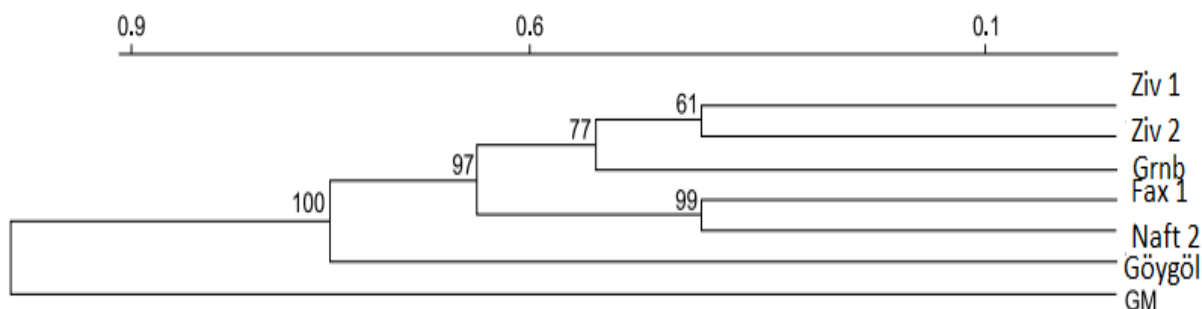 0.9 0.6 0.1
Ziv 1
61
Ziv 2
77
97
Grnb
Fax 1
100
99
Naft 2
Göygöl
GM